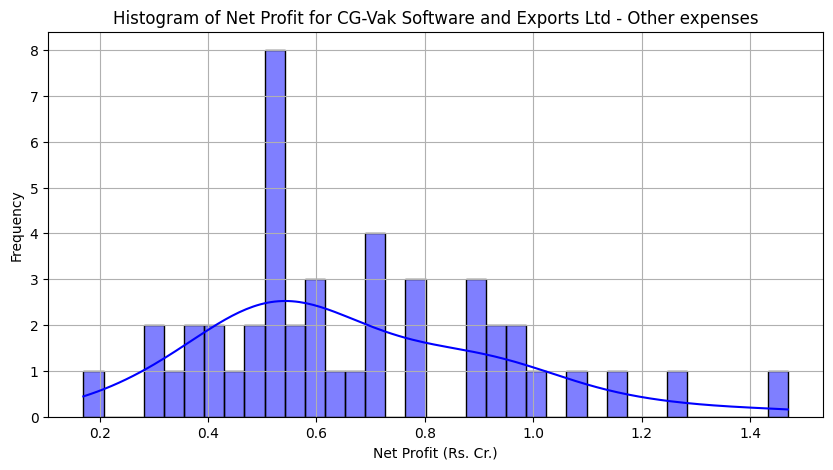 Histogram of Net Profit for CG-Vak Software and Exports Ltd - Other expenses
Frequency
8
7
6
5
4
3
2
1
0
0.2 0.4 0.6 0.8 1.0 1.2 1.4
Net Profit (Rs. Cr.)